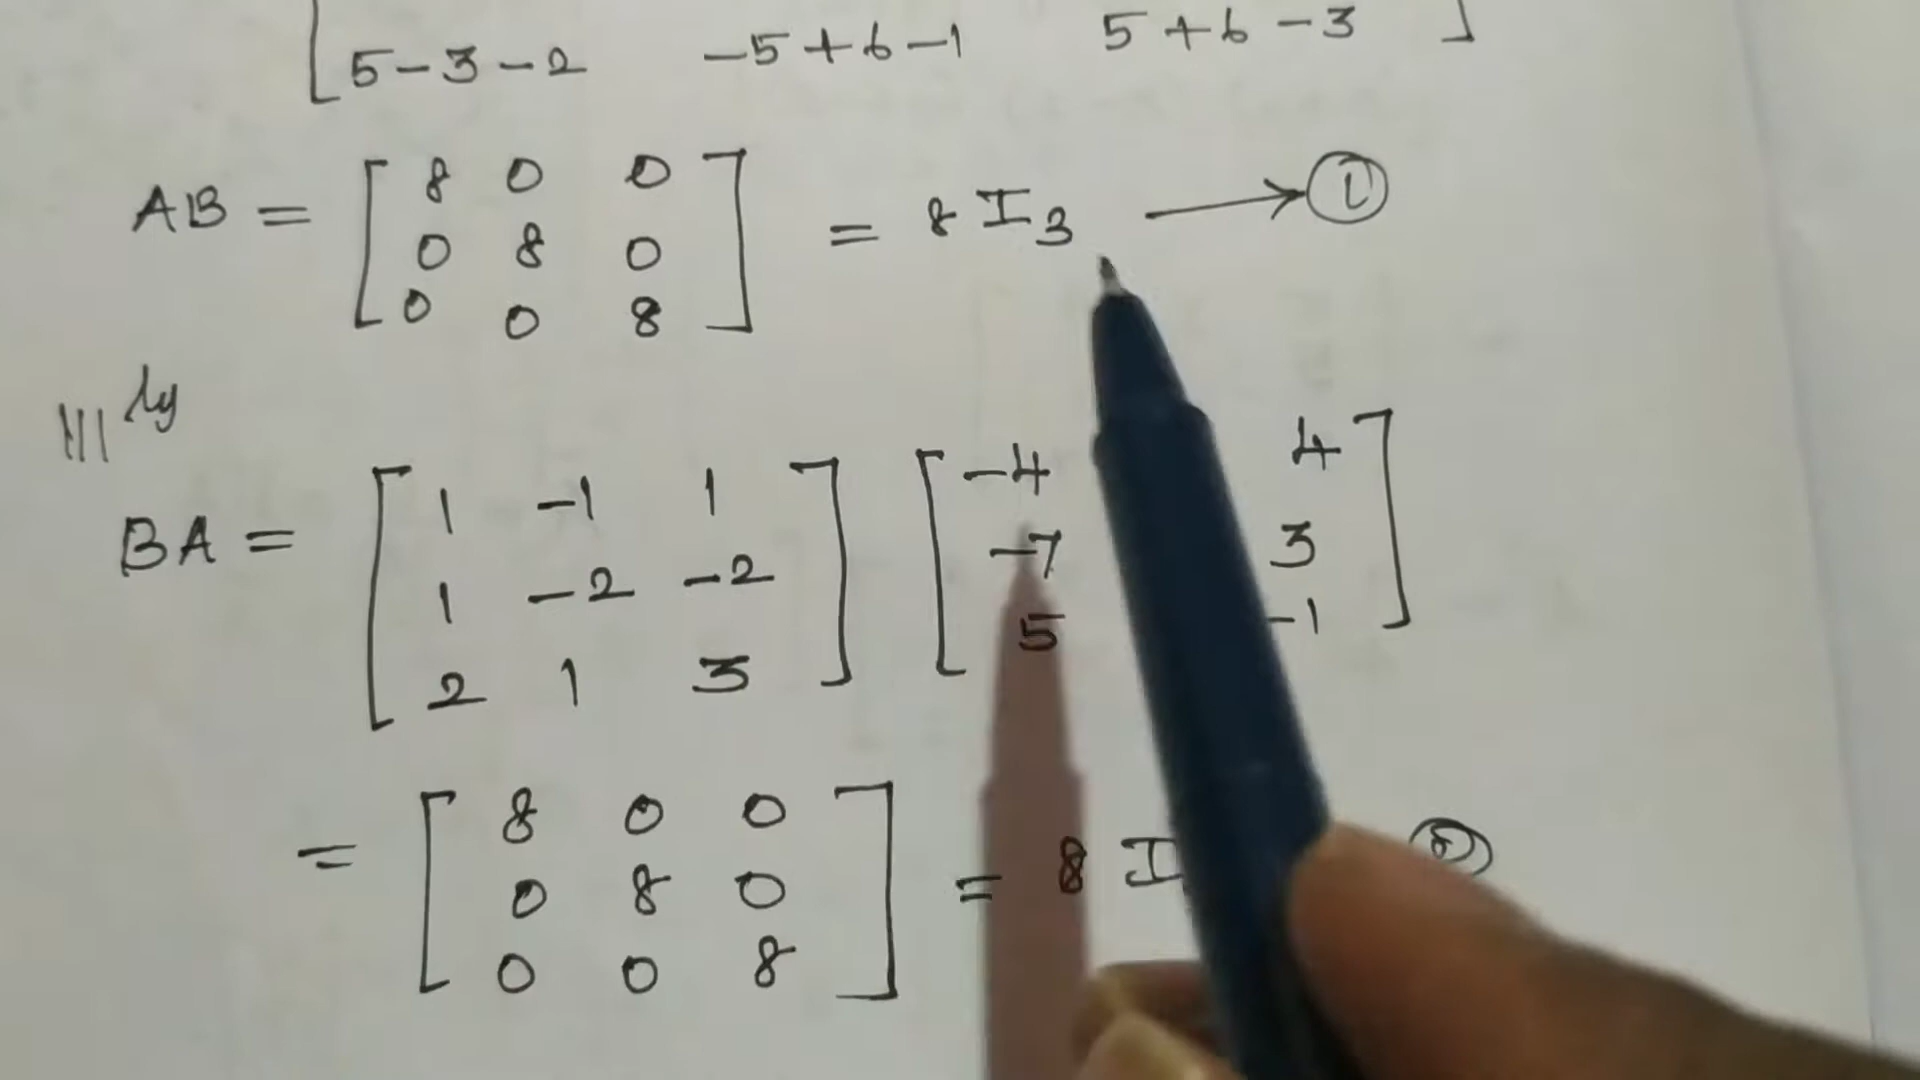 5-3-2 -5+6-1 5+6-3
AB = [8 0 0 = 8 I3 → ①
0 8 0
0 0 8]
|||ly
BA = [1 -1 1 [-4 4
1 -2 -2 -7 3
2 1 3] 5 -1]
= [8 0 0 = 8 I
0 8 0
0 0 8]